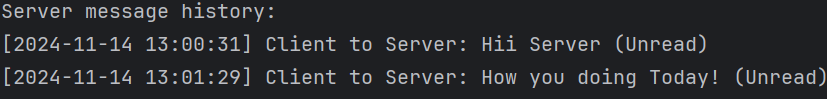 Server message history:
[2024-11-14 13:00:31] Client to Server: Hii Server (Unread)
[2024-11-14 13:01:29] Client to Server: How you doing Today! (Unread)